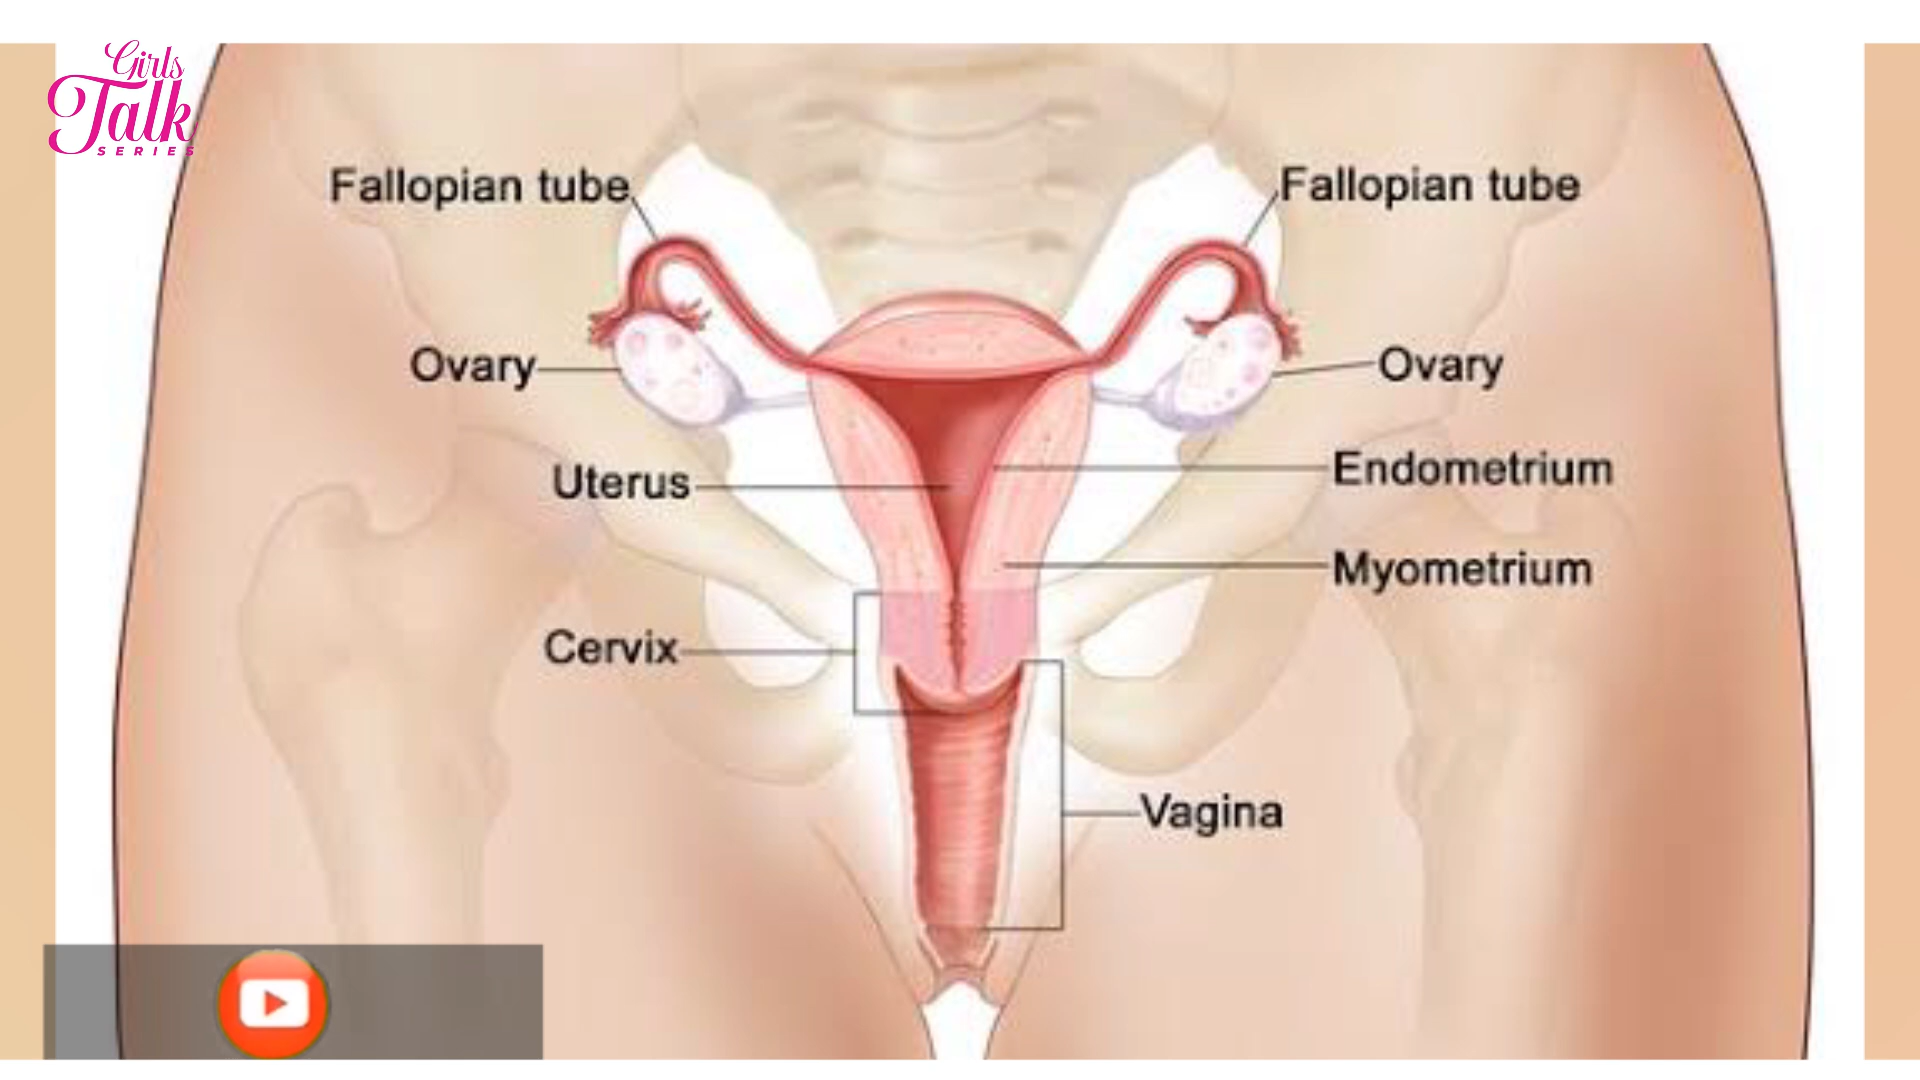 Girls
Talk
SERIES
Fallopian tube
Fallopian tube
Ovary
Ovary
Uterus
Endometrium
Myometrium
Cervix
Vagina